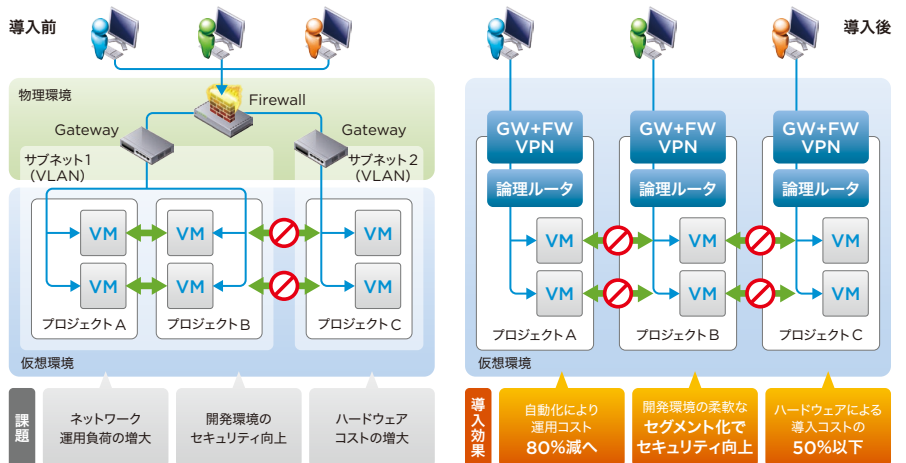 導入前
物理環境
Firewall
Gateway
Gateway
サブネット1
(VLAN)
サブネット2
(VLAN)
VM
VM
VM
VM
VM
VM
プロジェクトA
プロジェクトB
プロジェクトC
仮想環境
課題
ネットワーク
運用負荷の増大
開発環境の
セキュリティ向上
ハードウェア
コストの増大
導入後
GW+FW
VPN
GW+FW
VPN
GW+FW
VPN
論理ルータ
論理ルータ
論理ルータ
VM
VM
VM
VM
VM
VM
プロジェクトA
プロジェクトB
プロジェクトC
仮想環境
導入効果
自動化により
運用コスト
80%減へ
開発環境の柔軟な
セグメント化で
セキュリティ向上
ハードウェアによる
導入コストの
50%以下